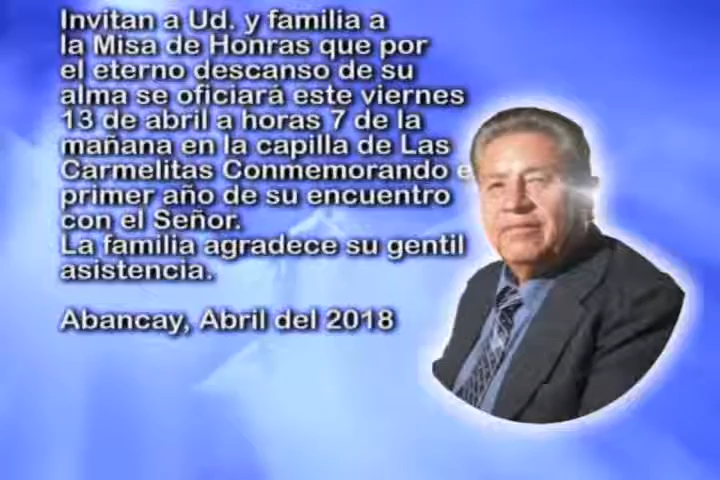 Invitan a Ud. y familia a
la Misa de Honras que por
el eterno descanso de su
alma se oficiará este viernes
13 de abril a horas 7 de la
mañana en la capilla de Las
Carmelitas Conmemorando e
primer año de su encuentro
con el Señor.
La familia agradece su gentil
asistencia.
Abancay, Abril del 2018